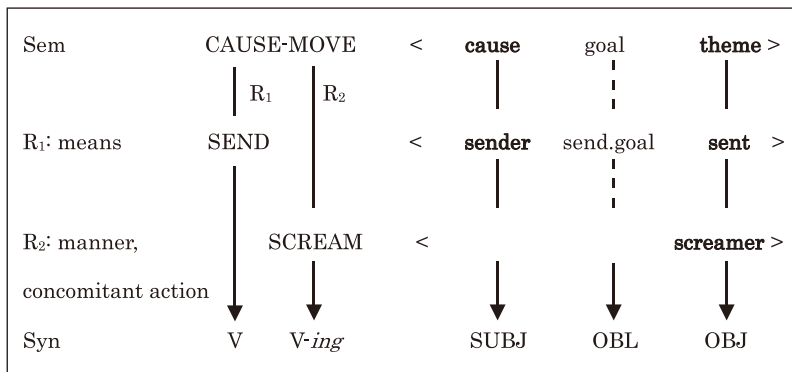 Sem CAUSE-MOVE < cause goal theme >
R₁ R₂
R₁: means SEND < sender send.goal sent >
R₂: manner, SCREAM < screamer >
concomitant action
Syn V V-ing SUBJ OBL OBJ